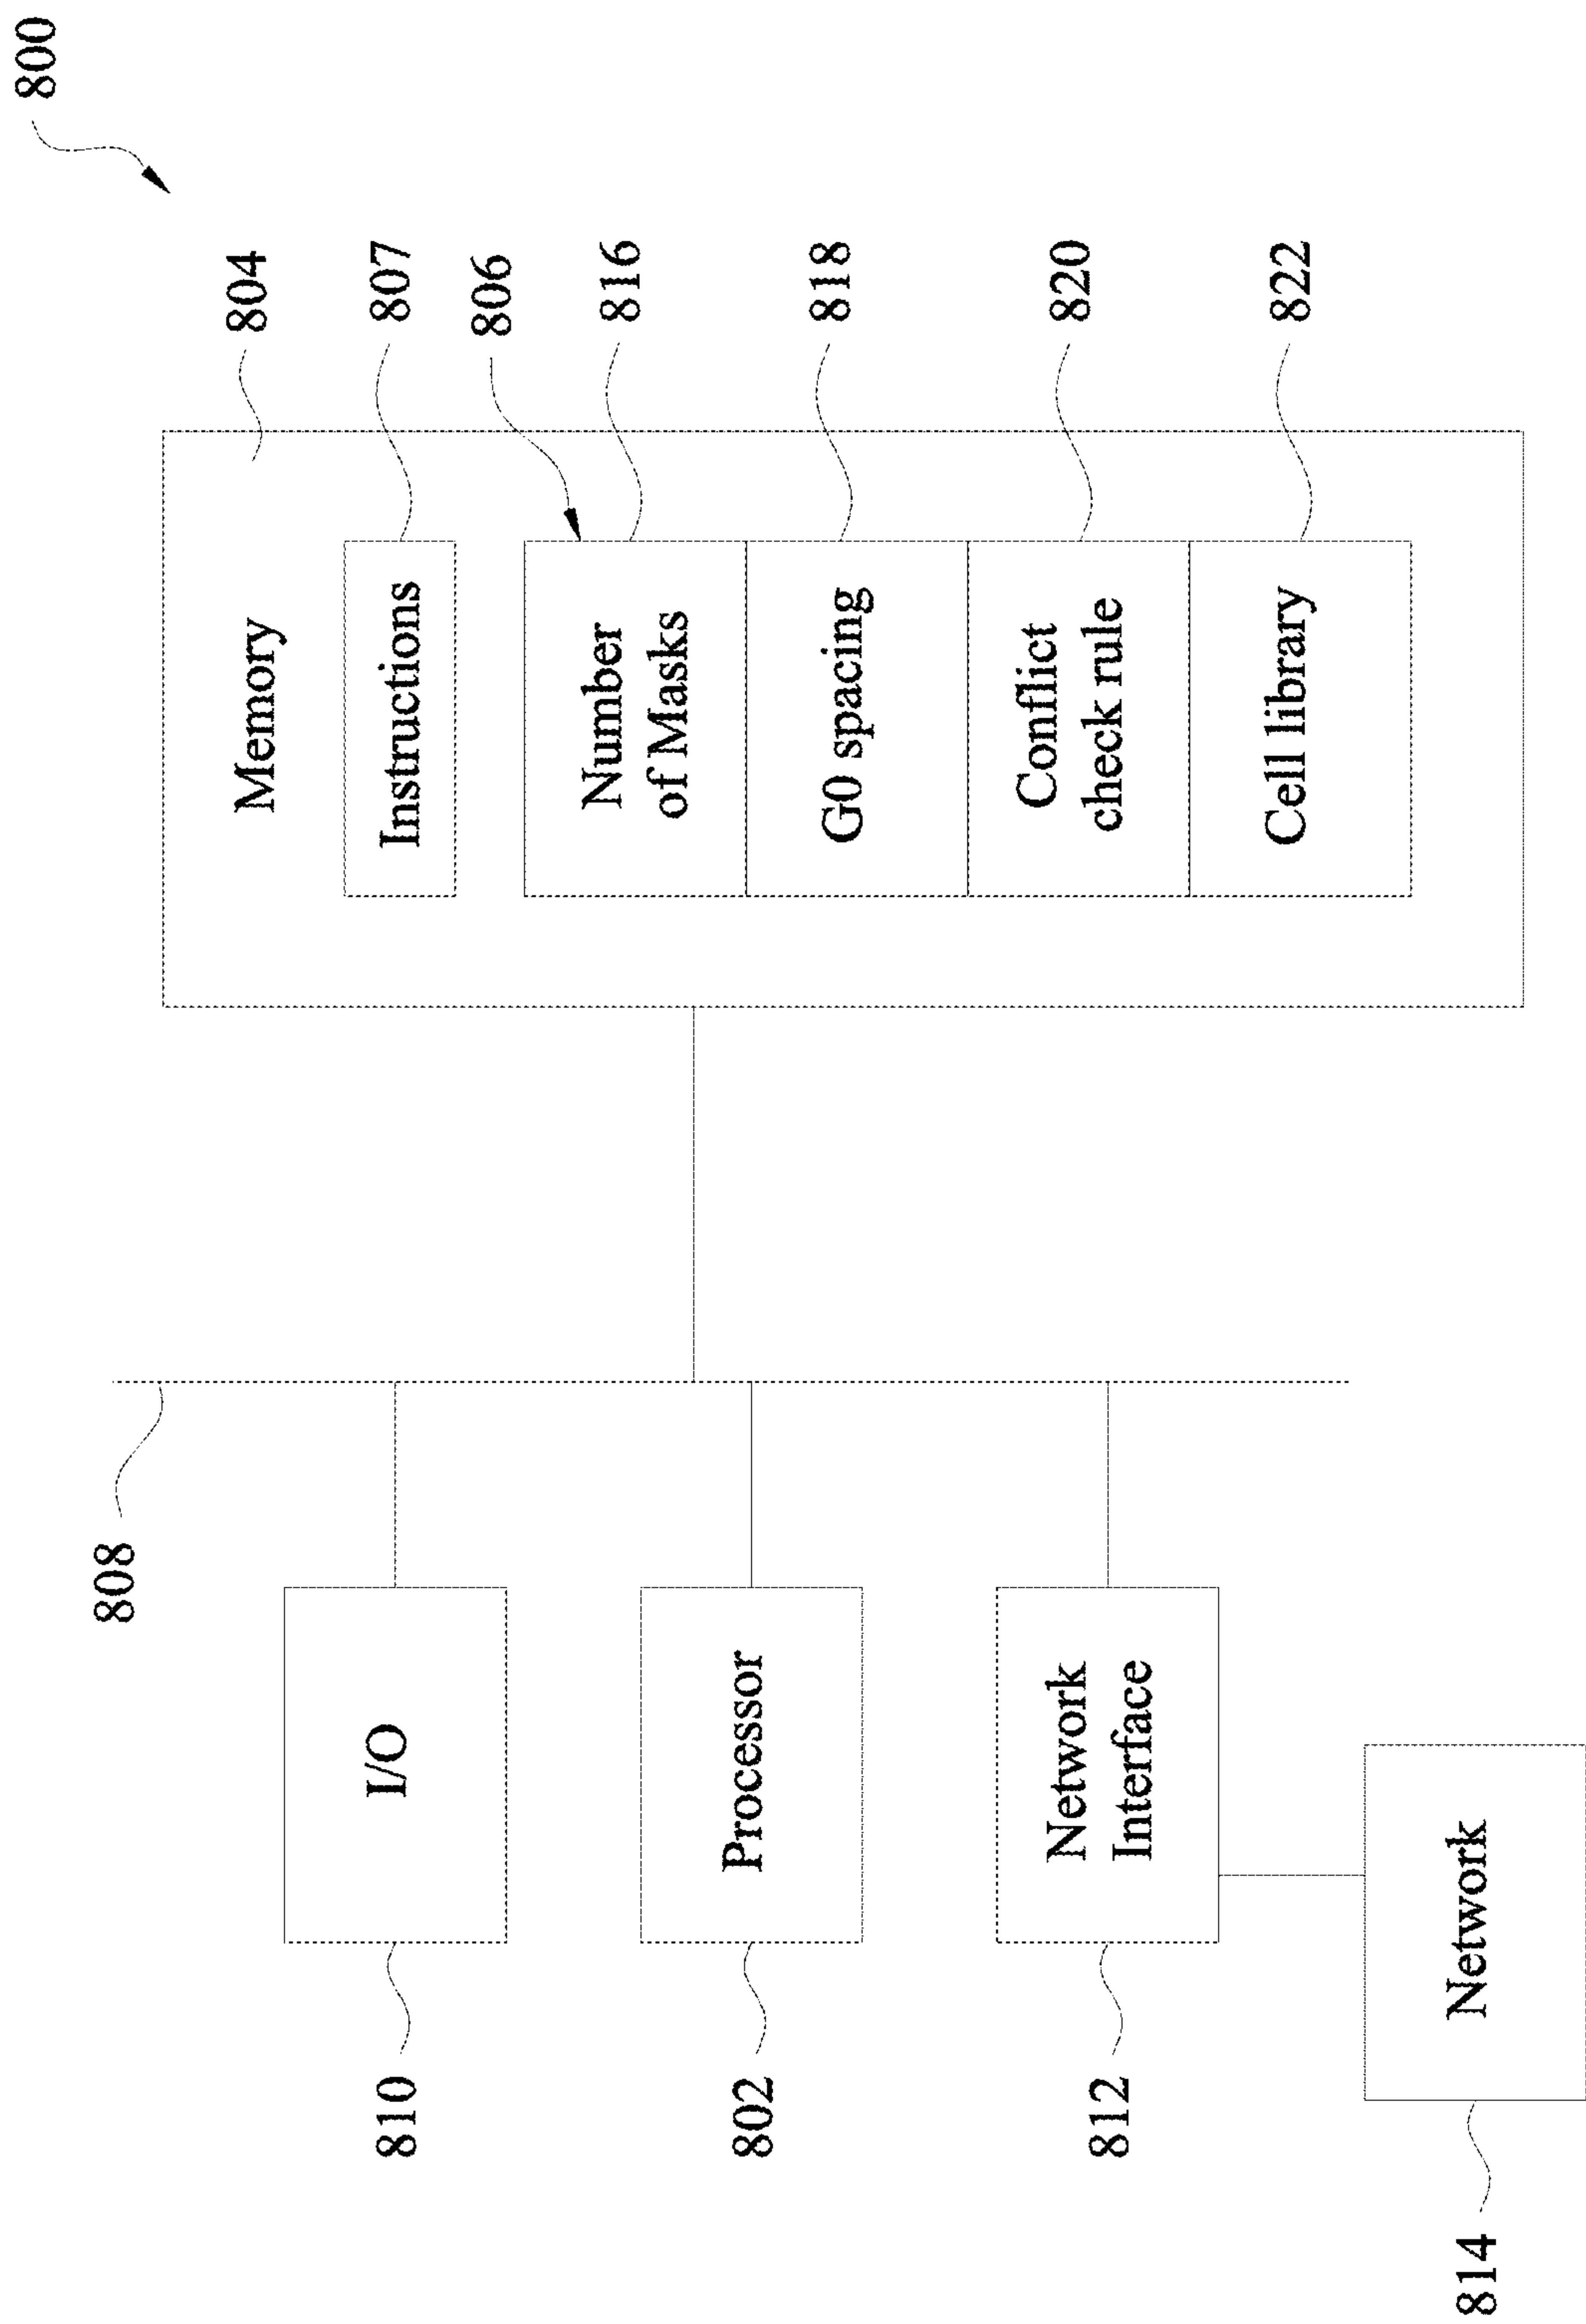 800
804
807
806
816
818
820
822
Memory
Instructions
Number
of Masks
G0 spacing
Conflict
check rule
Cell library
808
I/O
Processor
Network
Interface
Network
810
802
812
814